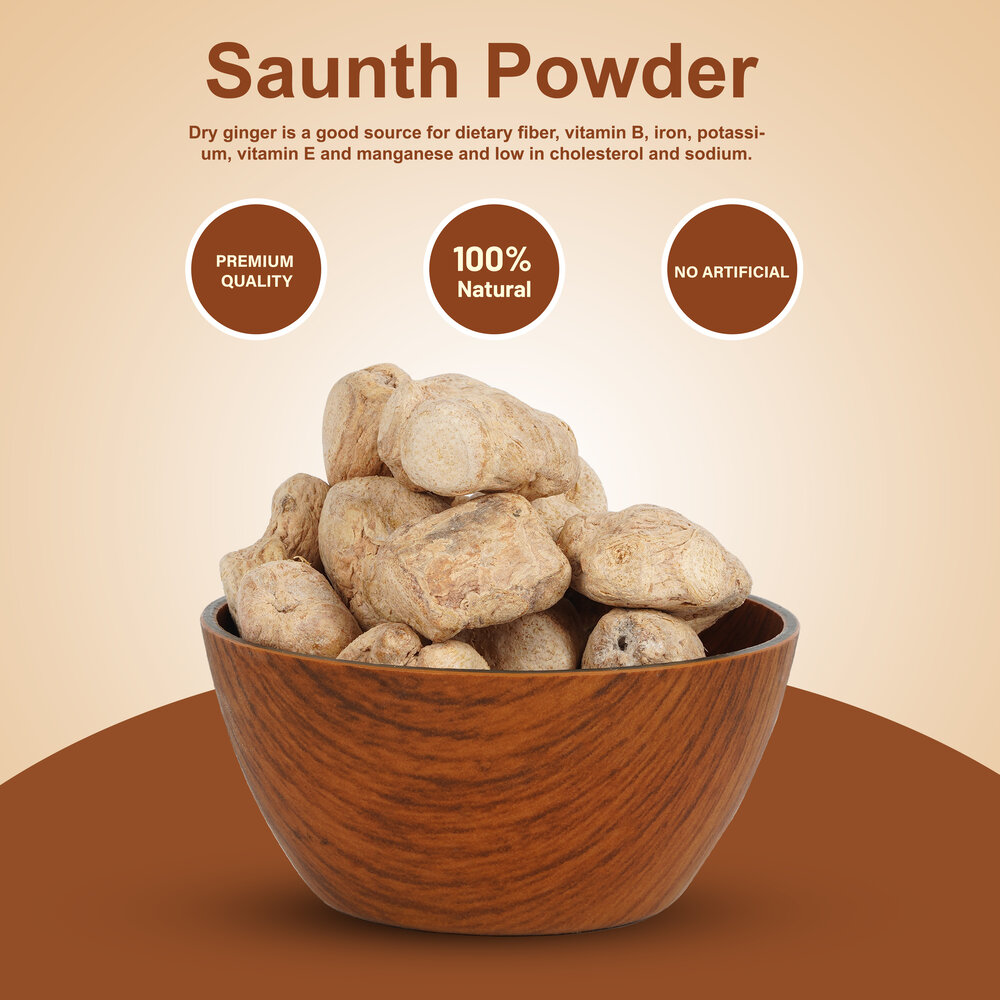 Saunth Powder
Dry ginger is a good source for dietary fiber, vitamin B, iron, potassi-
um, vitamin E and manganese and low in cholesterol and sodium.
PREMIUM
QUALITY
100%
Natural
NO ARTIFICIAL